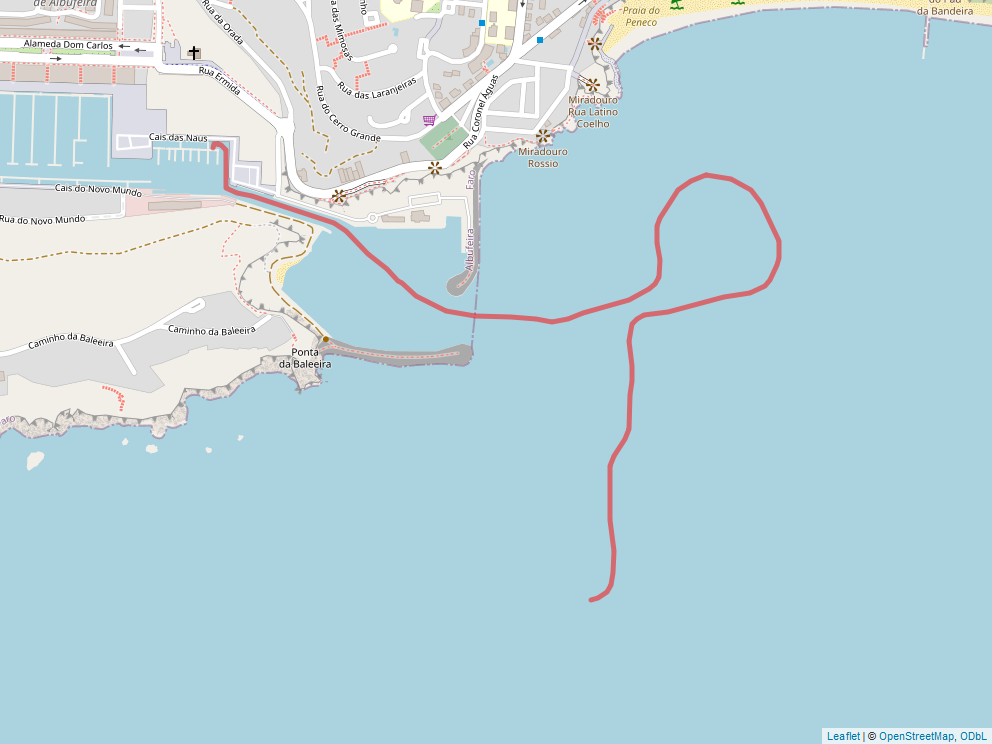 de Albufeira
Rua da Orada
Rua das Mimosas
Praia do
Peneco
do Pau
da Bandeira
Alameda Dom Carlos
Rua Ermida
Rua das Laranjeiras
Rua do Cerro Grande
Rua Coronel Águas
Miradouro
Rua Latino
Coelho
Miradouro
Rossio
Cais das Naus
Cais do Novo Mundo
Rua do Novo Mundo
Faro
Albufeira
Caminho da Baleeira
Caminho da Baleeira
Ponta
da Baleeira
Leaflet | © OpenStreetMap, ODbL